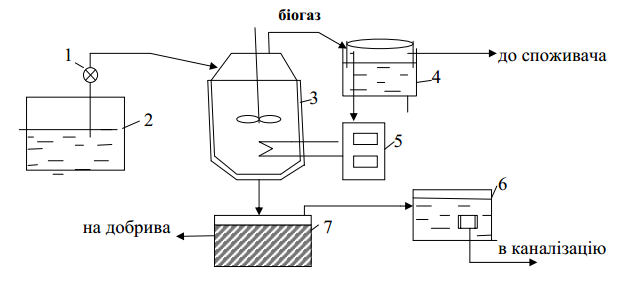 біогаз
1
до споживача
4
3
2
5
6
на добрива
7
в каналізацію